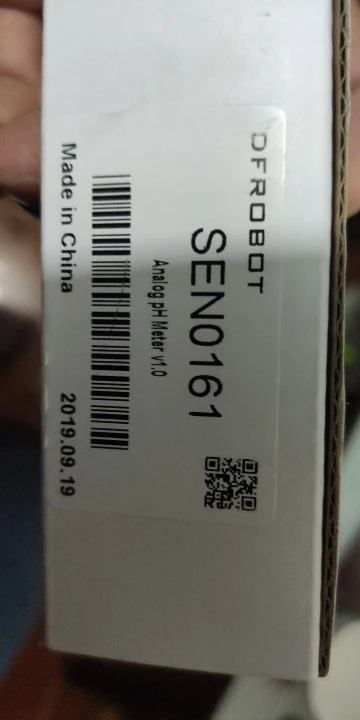 DFROBOT
SEN0161
Analog pH Meter v1.0
Made in China 2019.09.19